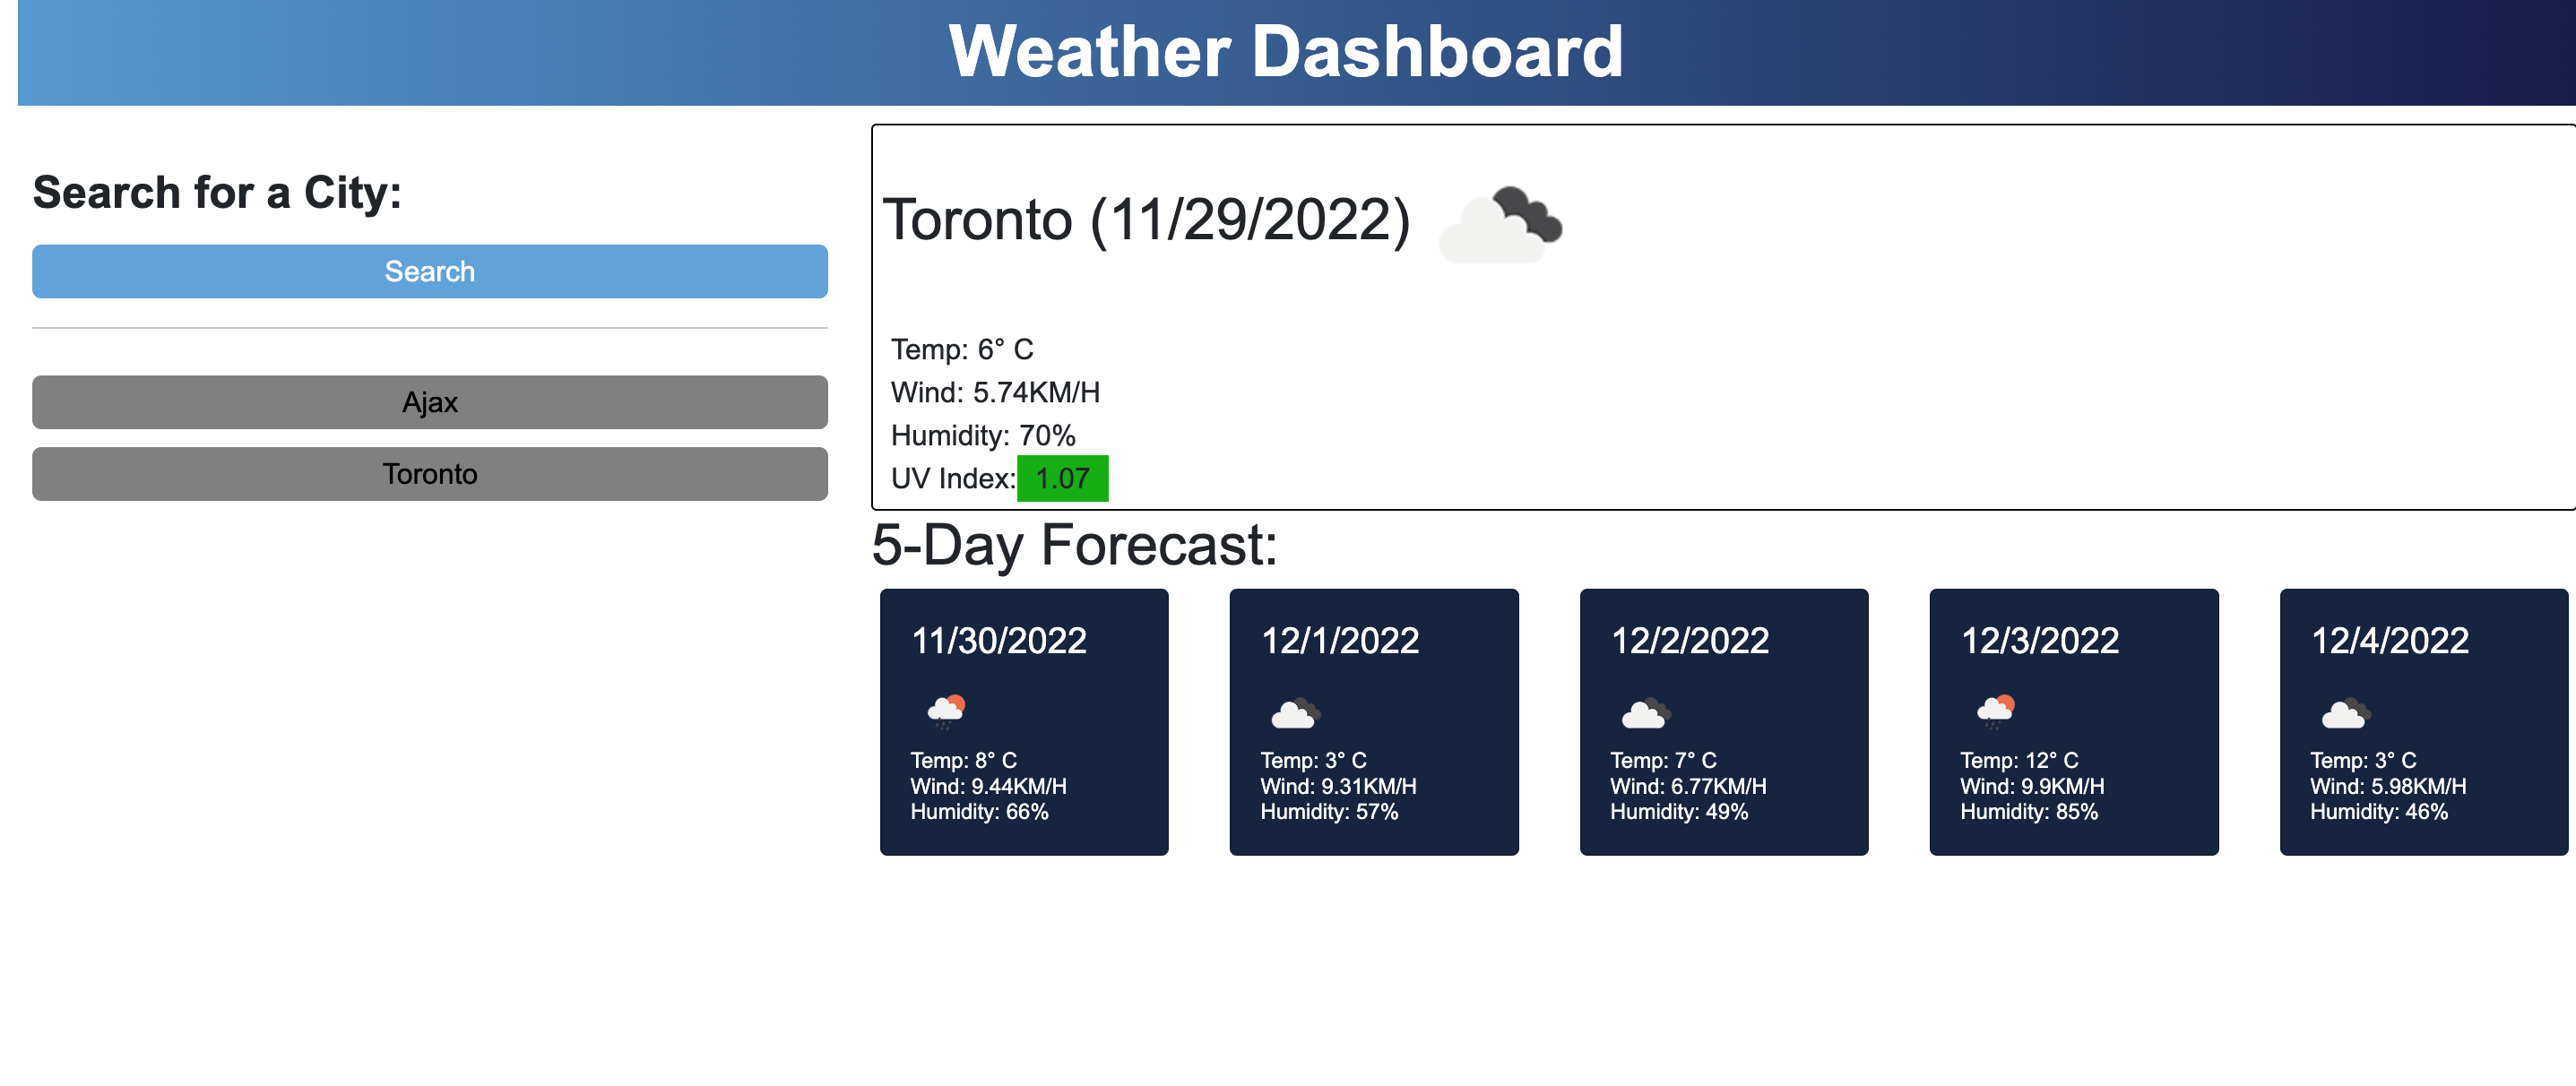 Weather Dashboard
Search for a City:
Search
Ajax
Toronto
Toronto (11/29/2022)
Temp: 6° C
Wind: 5.74KM/H
Humidity: 70%
UV Index: 1.07
5-Day Forecast:
11/30/2022
Temp: 8° C
Wind: 9.44KM/H
Humidity: 66%
12/1/2022
Temp: 3° C
Wind: 9.31KM/H
Humidity: 57%
12/2/2022
Temp: 7° C
Wind: 6.77KM/H
Humidity: 49%
12/3/2022
Temp: 12° C
Wind: 9.9KM/H
Humidity: 85%
12/4/2022
Temp: 3° C
Wind: 5.98KM/H
Humidity: 46%